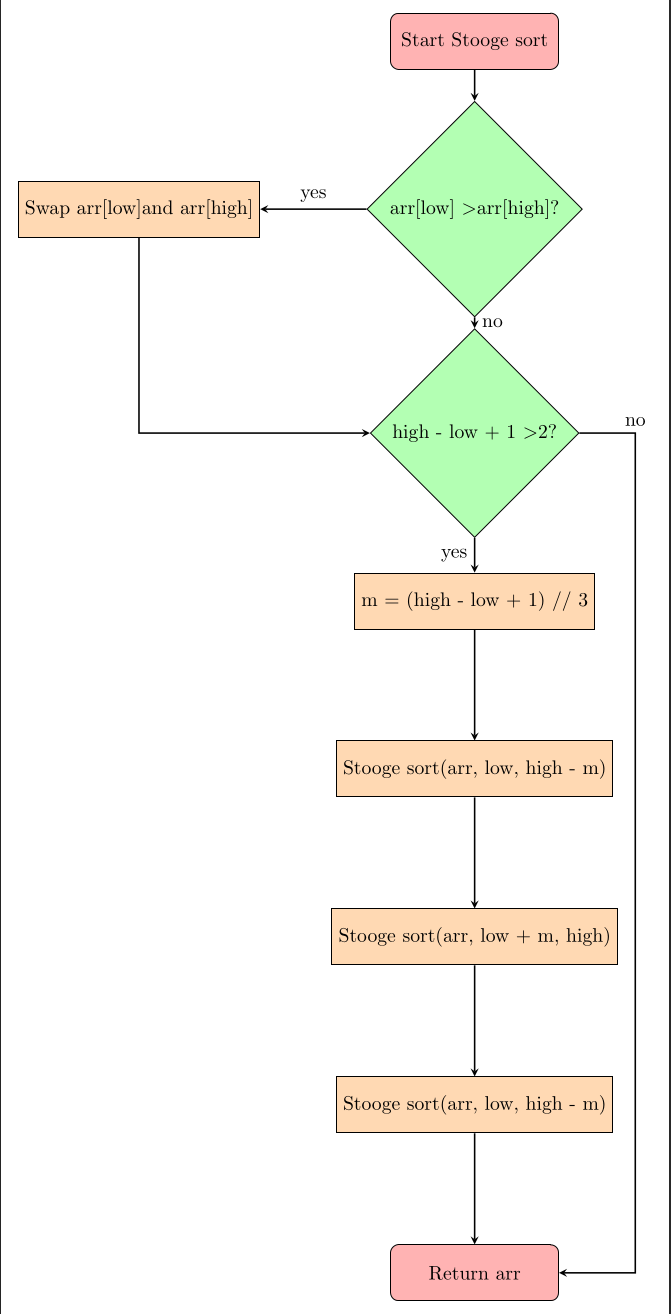 Start Stooge sort
arr[low] >arr[high]?
yes
Swap arr[low]and arr[high]
no
high - low + 1 >2?
no
yes
m = (high - low + 1) // 3
Stooge sort(arr, low, high - m)
Stooge sort(arr, low + m, high)
Stooge sort(arr, low, high - m)
Return arr